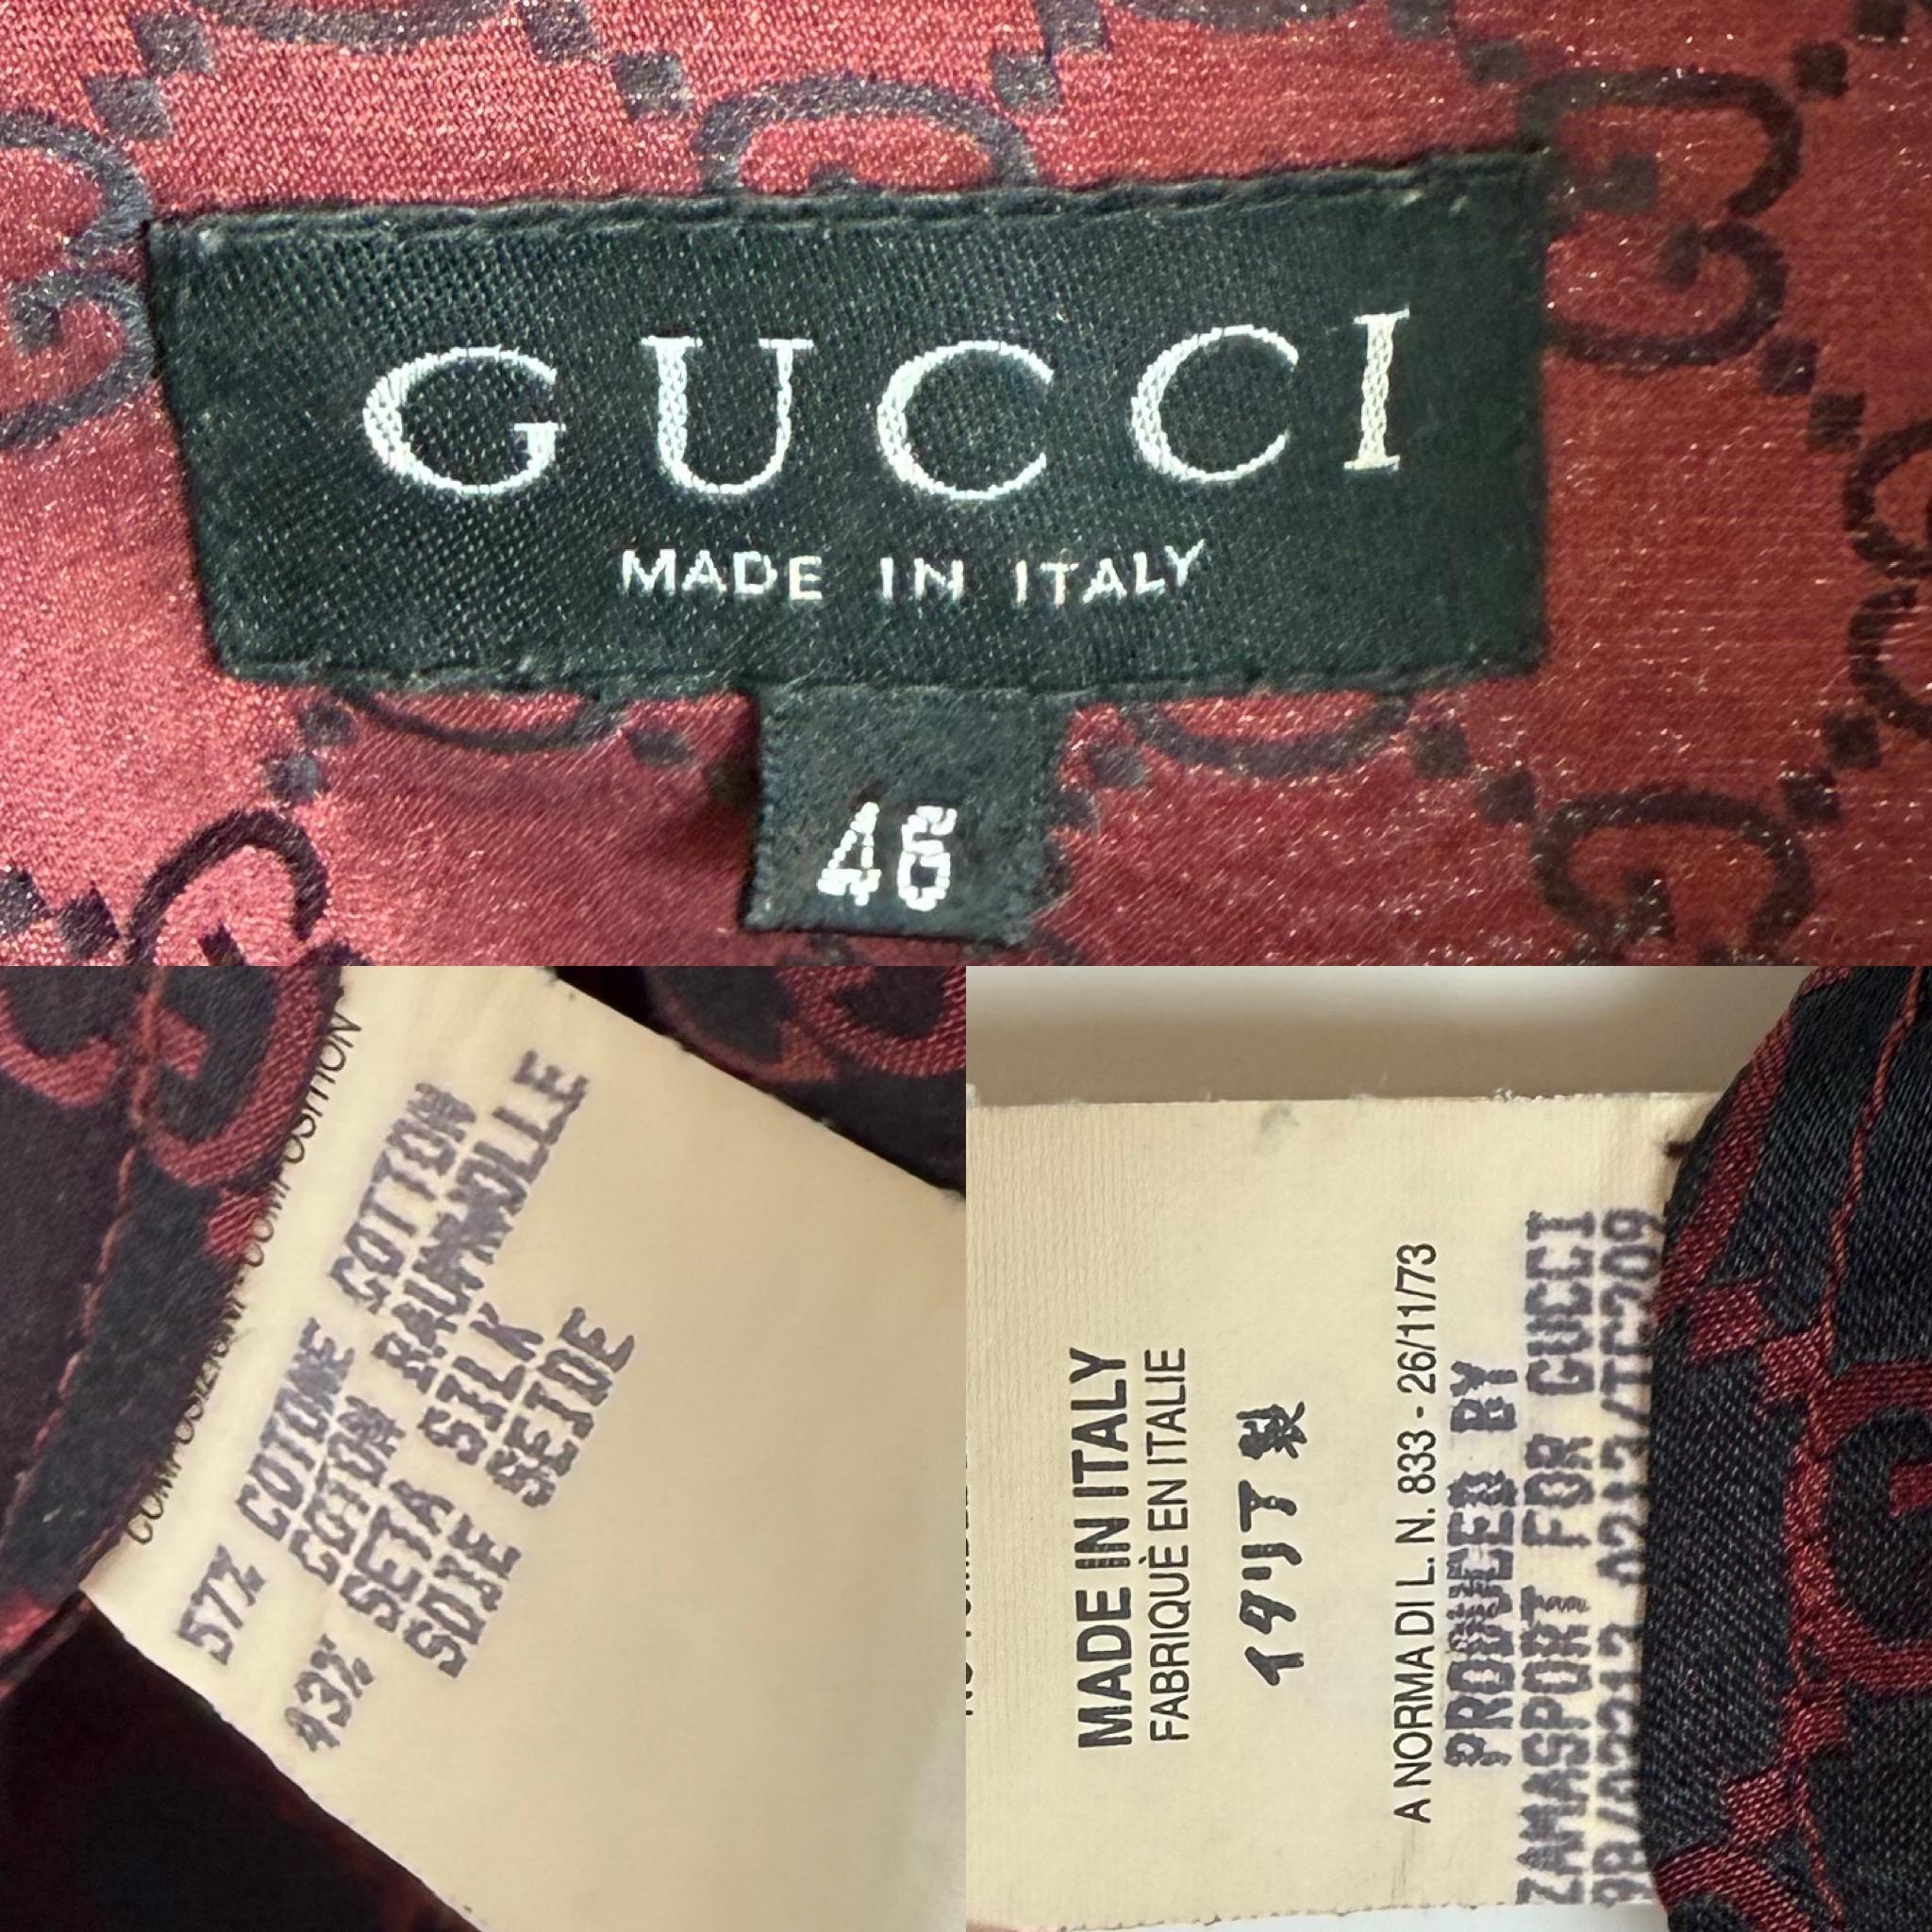 GUCCI
MADE IN ITALY
46
COMPOSITION
57% COTONE COTTON
COTON BAUMWOLLE
43% SETA SILK
SOIE SEIDE
MADE IN ITALY
FABRIQUÈ EN ITALIE
イタリア製
A NORMA DI L. N. 833 - 26/11/73
PRODUCED BY
ZAMASPORT FOR GUCCI